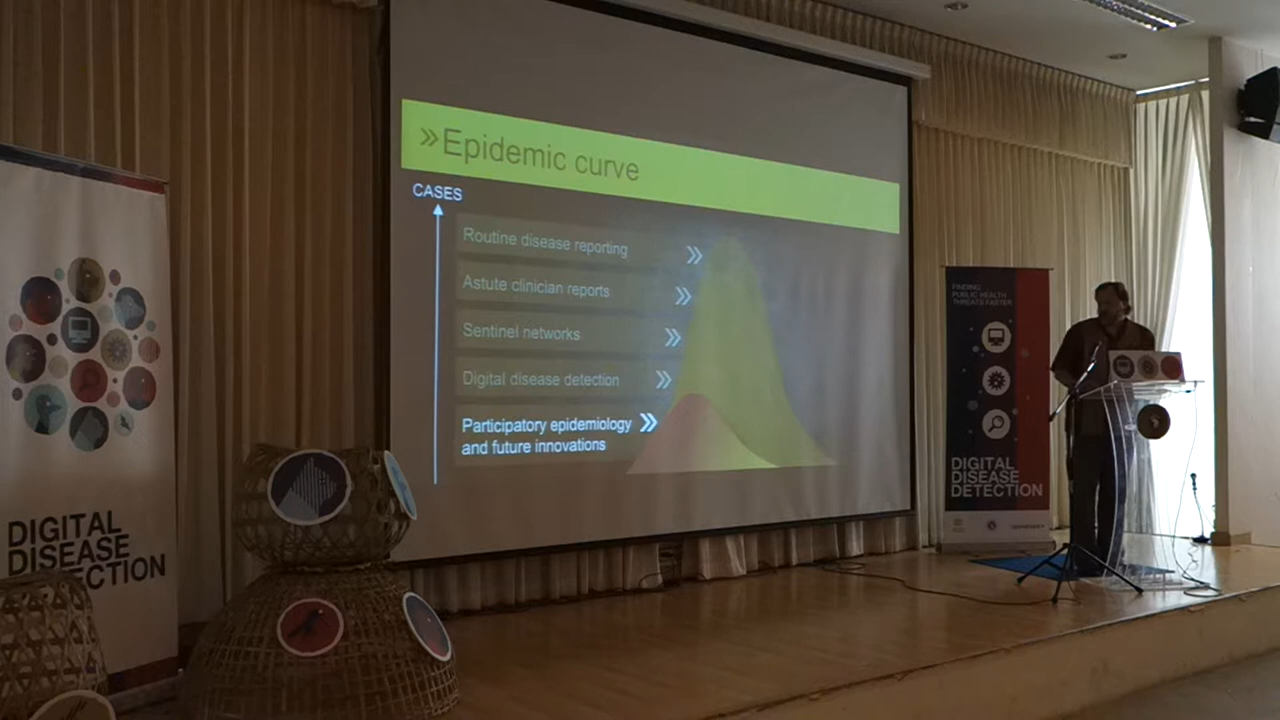 »Epidemic curve
CASES
Routine disease reporting
Astute clinician reports
Sentinel networks
Digital disease detection
Participatory epidemiology
and future innovations
DIGITAL
DISEASE
ECTION
FINDING
PUBLIC HEALTH
THREATS FASTER
DIGITAL
DISEASE
DETECTION